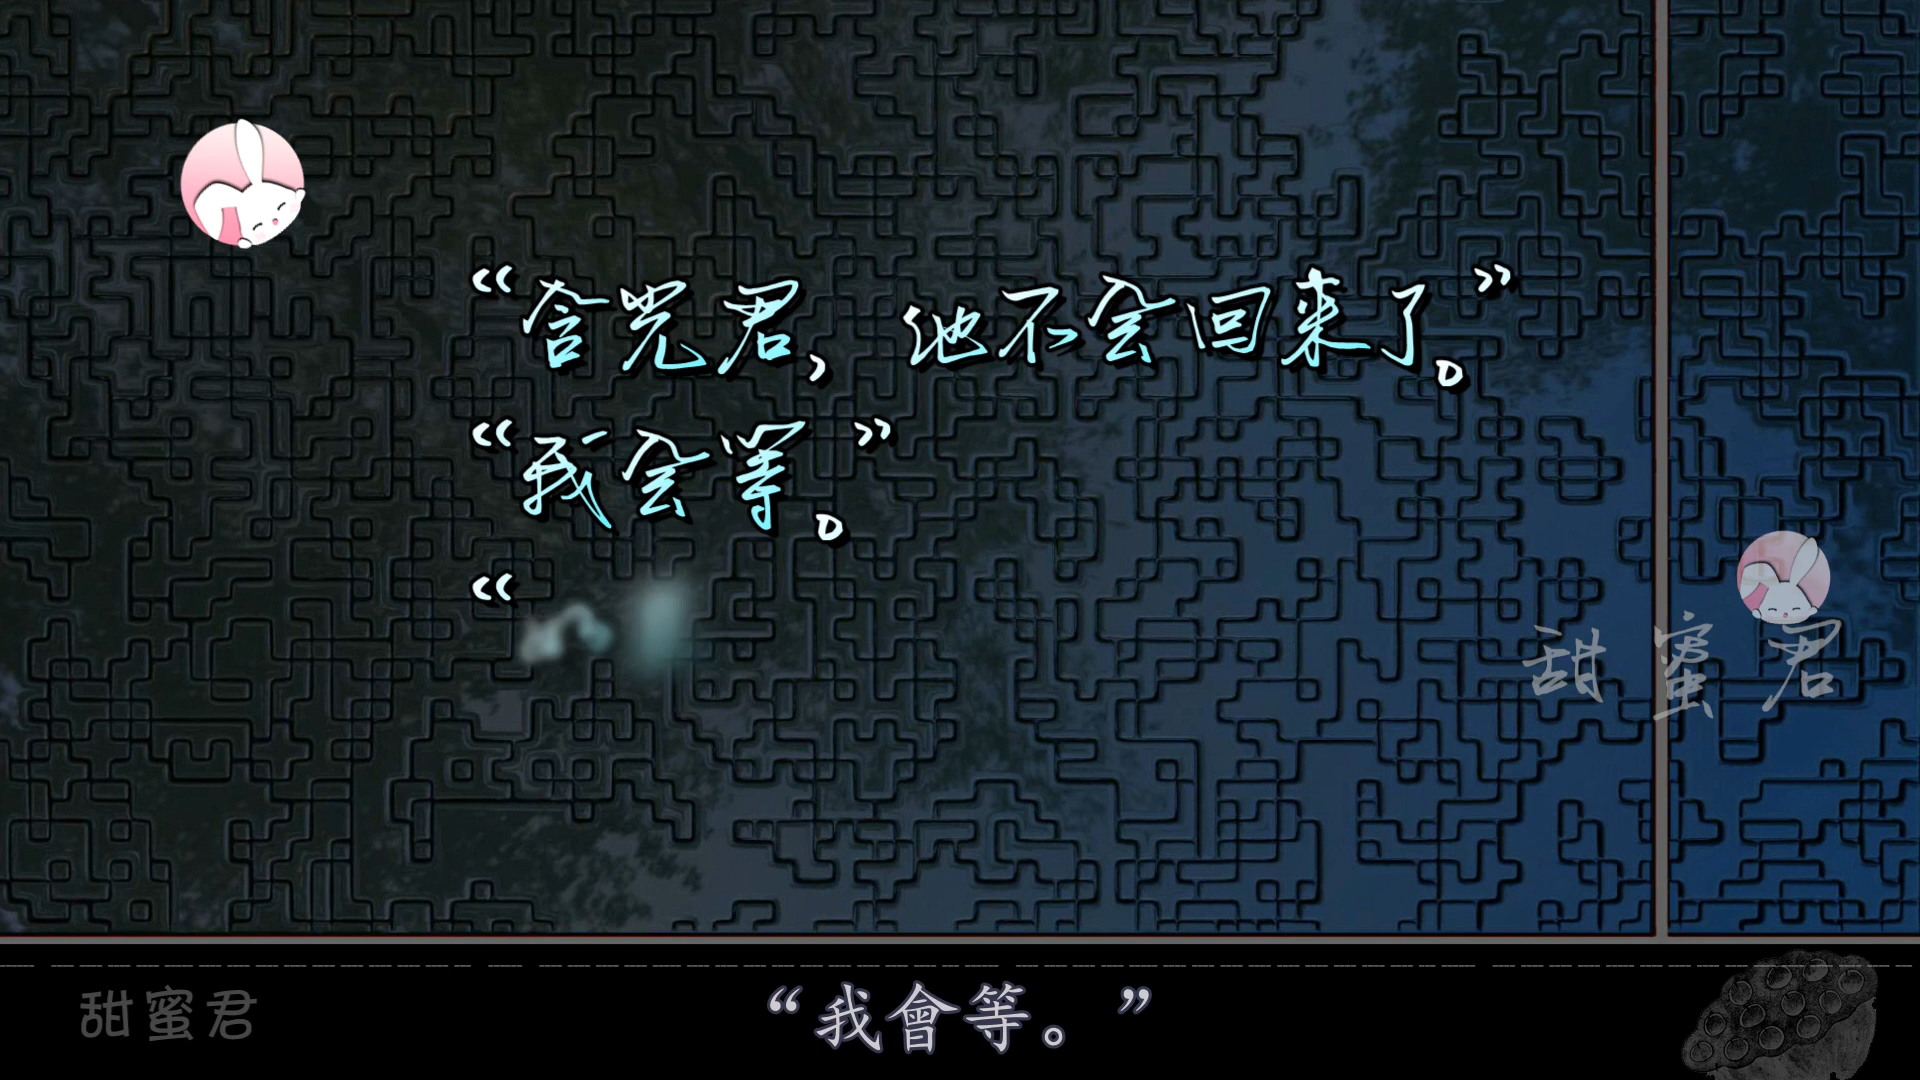 “含光君，他不会回来了。”
“我会等。”
“
甜蜜君
甜蜜君
“我會等。”